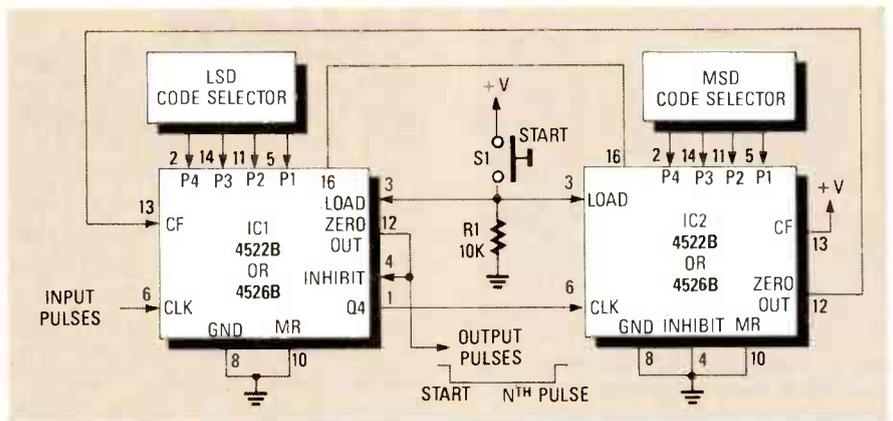 LSD
CODE SELECTOR
MSD
CODE SELECTOR
+ V
START
S1
2 14 11 5
P4 P3 P2 P1
16
13
CF
IC1
4522B
OR
4526B
LOAD
3
ZERO
OUT
12
INHIBIT
4
Q4
1
INPUT
PULSES
6
CLK
GND MR
8 10
R1
10K
OUTPUT
PULSES
START NTH PULSE
16
2 14 11 5
P4 P3 P2 P1
3
LOAD
IC2
4522B
OR
4526B
+ V
CF
13
6
CLK
ZERO
OUT
12
GND INHIBIT MR
8 4 10